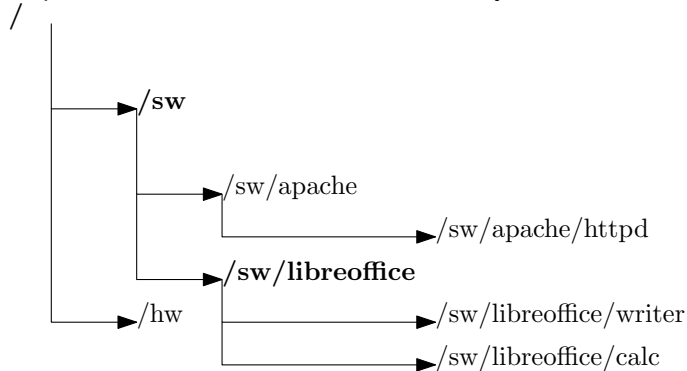 /
/sw
/sw/apache
/sw/apache/httpd
/sw/libreoffice
/hw
/sw/libreoffice/writer
/sw/libreoffice/calc